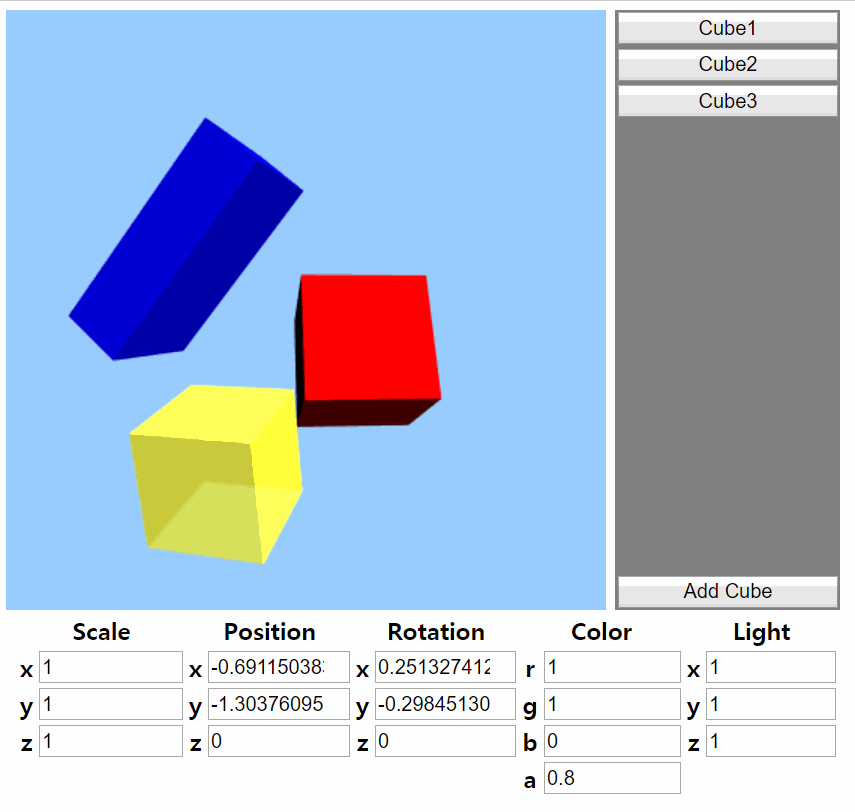 Cube1
Cube2
Cube3
Add Cube
Scale Position Rotation Color Light
x 1 x -0.69115038 x 0.251327412 r 1 x 1
y 1 y -1.30376095 y -0.29845130 g 1 y 1
z 1 z 0 z 0 b 0 z 1
a 0.8